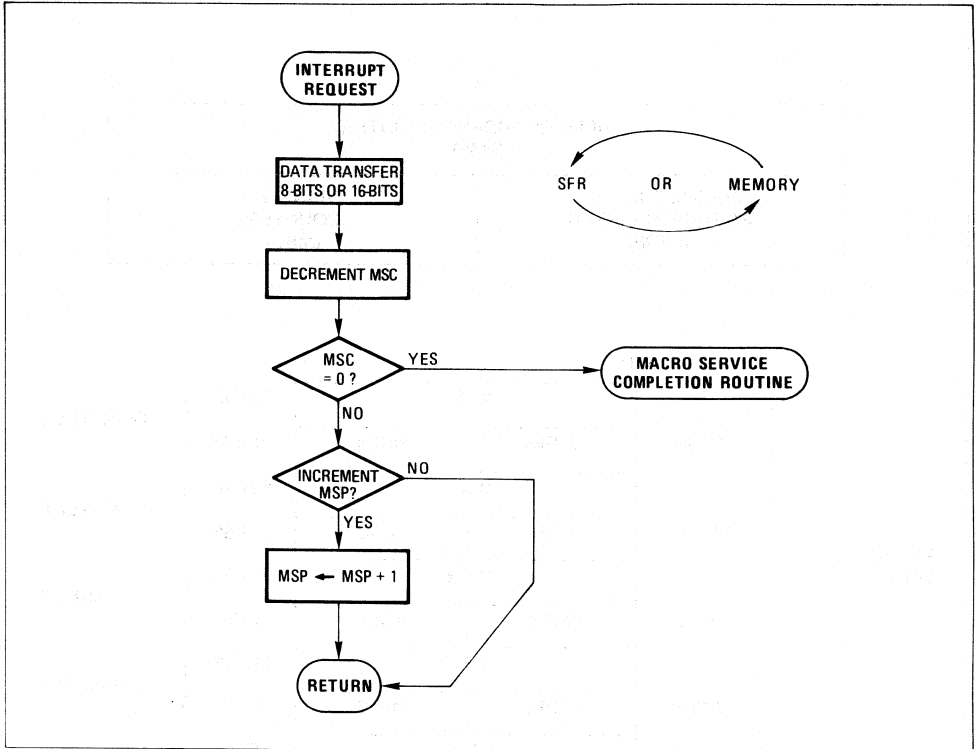 INTERRUPT
REQUEST
DATA TRANSFER
8-BITS OR 16-BITS
SFR OR MEMORY
DECREMENT MSC
MSC
= 0 ?
YES
MACRO SERVICE
COMPLETION ROUTINE
NO
INCREMENT
MSP?
NO
YES
MSP ← MSP + 1
RETURN